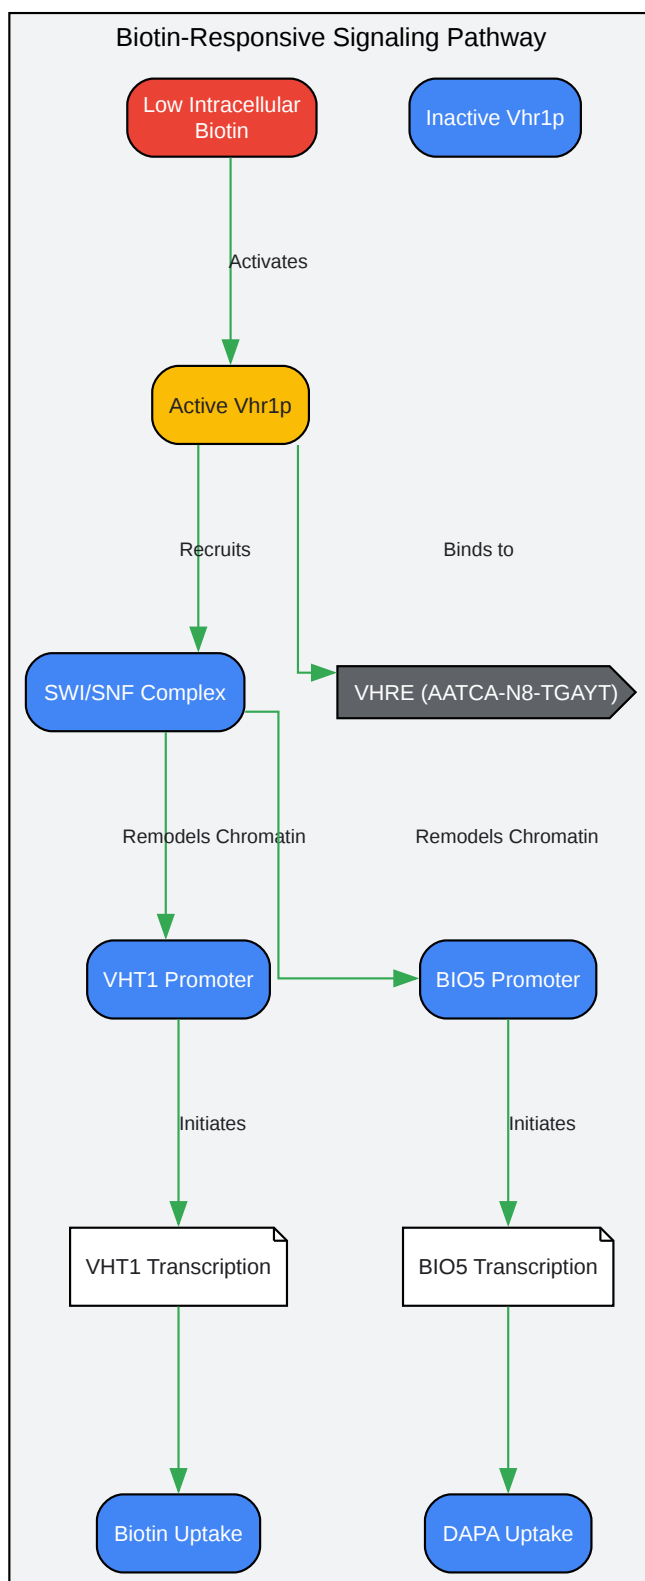 Biotin-Responsive Signaling Pathway
Low Intracellular
Biotin
Inactive Vhr1p
Activates
Active Vhr1p
Recruits
Binds to
SWI/SNF Complex
VHRE (AATCA-N8-TGAYT)
Remodels Chromatin
Remodels Chromatin
VHT1 Promoter
BIO5 Promoter
Initiates
Initiates
VHT1 Transcription
BIO5 Transcription
Biotin Uptake
DAPA Uptake